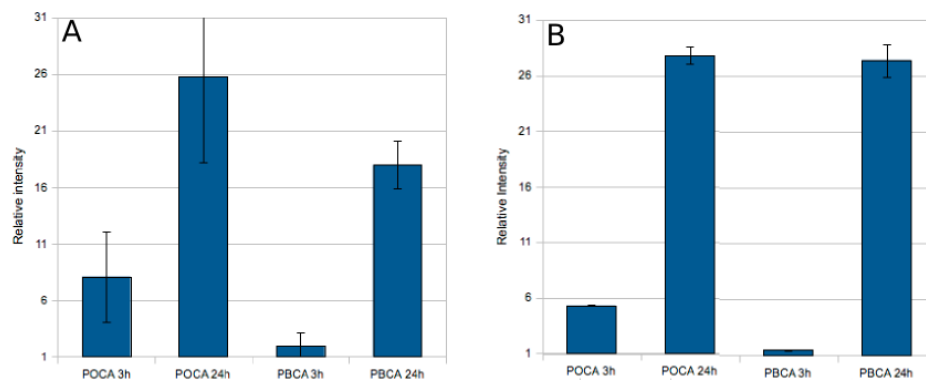 A
Relative intensity
31
26
21
16
11
6
1
POCA 3h
POCA 24h
PBCA 3h
PBCA 24h
B
Relative Intensity
31
26
21
16
11
6
1
POCA 3h
POCA 24h
PBCA 3h
PBCA 24h